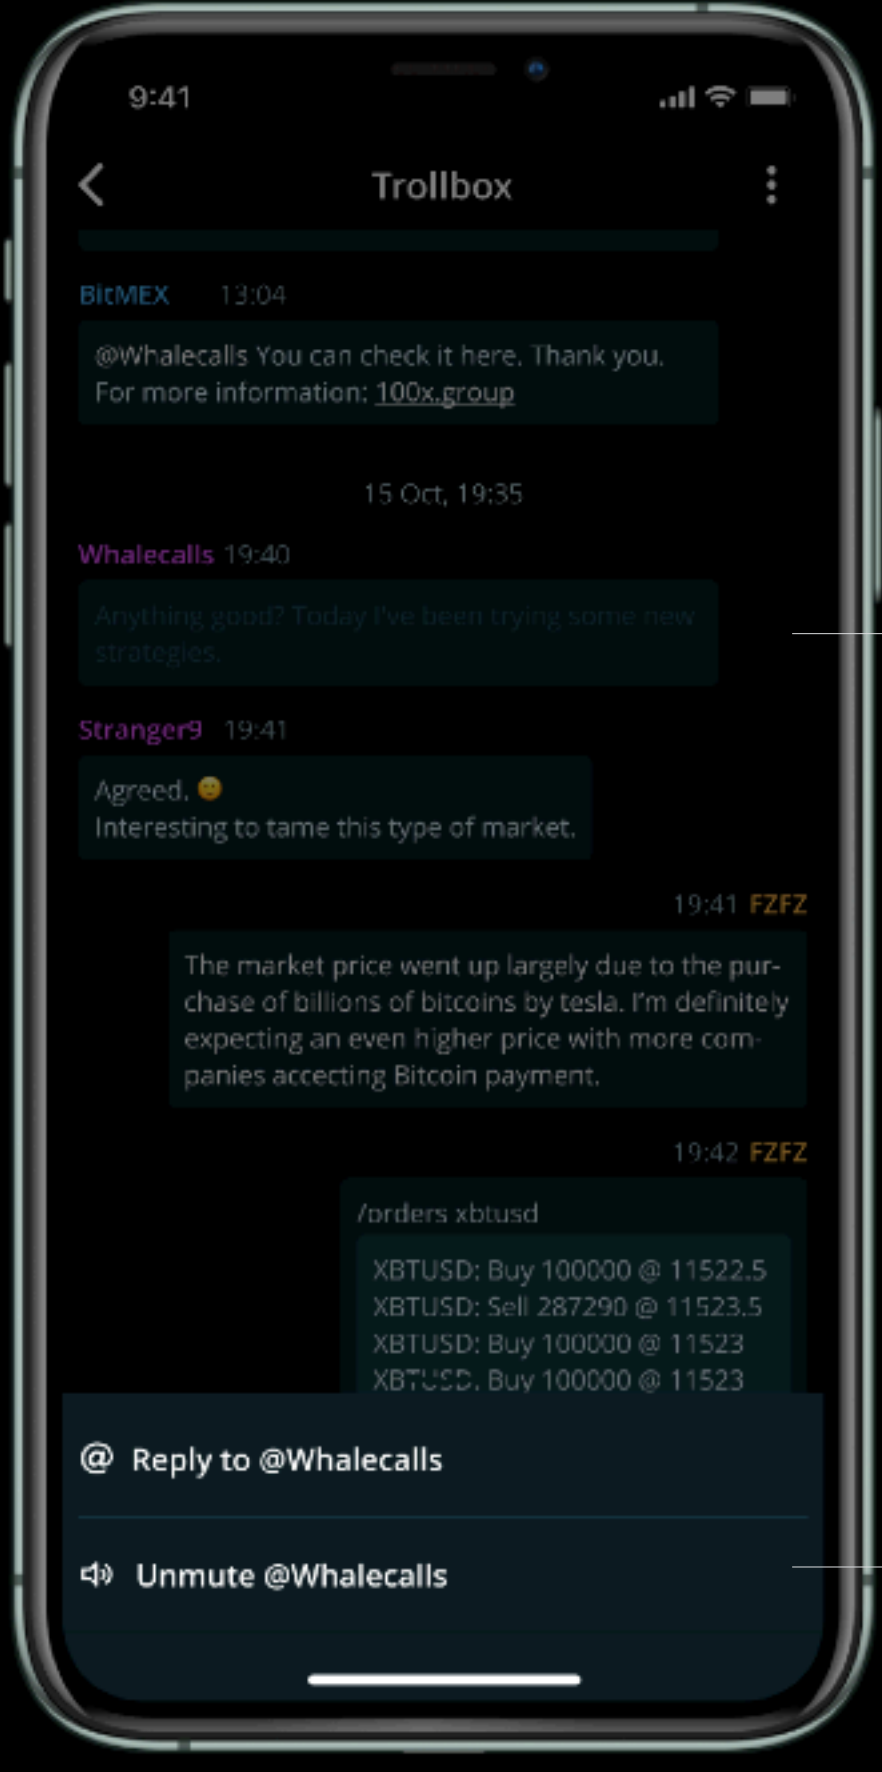 9:41
Trollbox
BitMEX 13:04
@Whalecalls You can check it here. Thank you.
For more information: 100x.group
15 Oct, 19:35
Whalecalls 19:40
Anything good? Today I've been trying some new
strategies.
Stranger9 19:41
Agreed. 🙂
Interesting to tame this type of market.
19:41 FZFZ
The market price went up largely due to the pur-
chase of billions of bitcoins by tesla. I'm definitely
expecting an even higher price with more com-
panies accecting Bitcoin payment.
19:42 FZFZ
/orders xbtusd
XBTUSD: Buy 100000 @ 11522.5
XBTUSD: Sell 287290 @ 11523.5
XBTUSD: Buy 100000 @ 11523
XBTUSD. Buy 100000 @ 11523
@ Reply to @Whalecalls
Unmute @Whalecalls